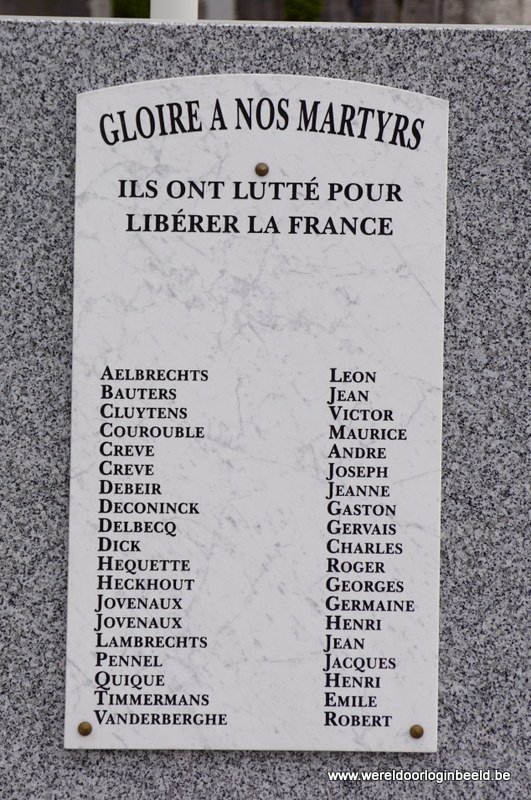 GLOIRE A NOS MARTYRS
ILS ONT LUTTÉ POUR
LIBÉRER LA FRANCE
AELBRECHTS LEON
BAUTERS JEAN
CLUYTENS VICTOR
COUROUBLE MAURICE
CREVE ANDRE
CREVE JOSEPH
DEBEIR JEANNE
DECONINCK GASTON
DELBECQ GERVAIS
DICK CHARLES
HEQUETTE ROGER
HECKHOUT GEORGES
JOVENAUX GERMAINE
JOVENAUX HENRI
LAMBRECHTS JEAN
PENNEL JACQUES
QUIQUE HENRI
TIMMERMANS EMILE
VANDERBERGHE ROBERT
www.wereldoorloginbeeld.be